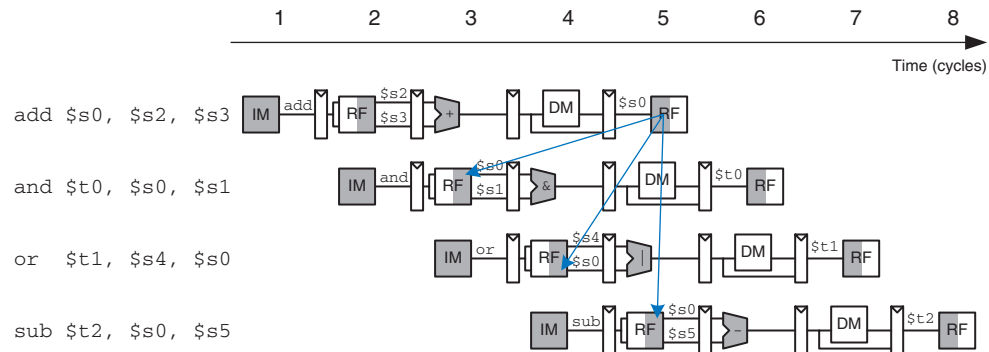 1 2 3 4 5 6 7 8
Time (cycles)
add $s0, $s2, $s3 IM add RF $s2 $s3 + DM $s0 RF
and $t0, $s0, $s1 IM and RF $s0 $s1 & DM $t0 RF
or $t1, $s4, $s0 IM or RF $s4 $s0 | DM $t1 RF
sub $t2, $s0, $s5 IM sub RF $s0 $s5 - DM $t2 RF